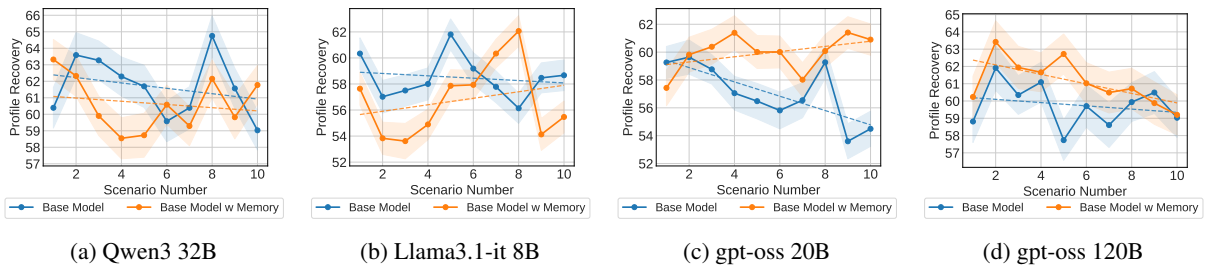 Profile Recovery
66
65
64
63
62
61
60
59
58
57
2 4 6 8 10
Scenario Number
Base Model
Base Model w Memory
(a) Qwen3 32B
Profile Recovery
62
60
58
56
54
52
2 4 6 8 10
Scenario Number
Base Model
Base Model w Memory
(b) Llama3.1-it 8B
Profile Recovery
62
60
58
56
54
52
2 4 6 8 10
Scenario Number
Base Model
Base Model w Memory
(c) gpt-oss 20B
Profile Recovery
65
64
63
62
61
60
59
58
57
2 4 6 8 10
Scenario Number
Base Model
Base Model w Memory
(d) gpt-oss 120B